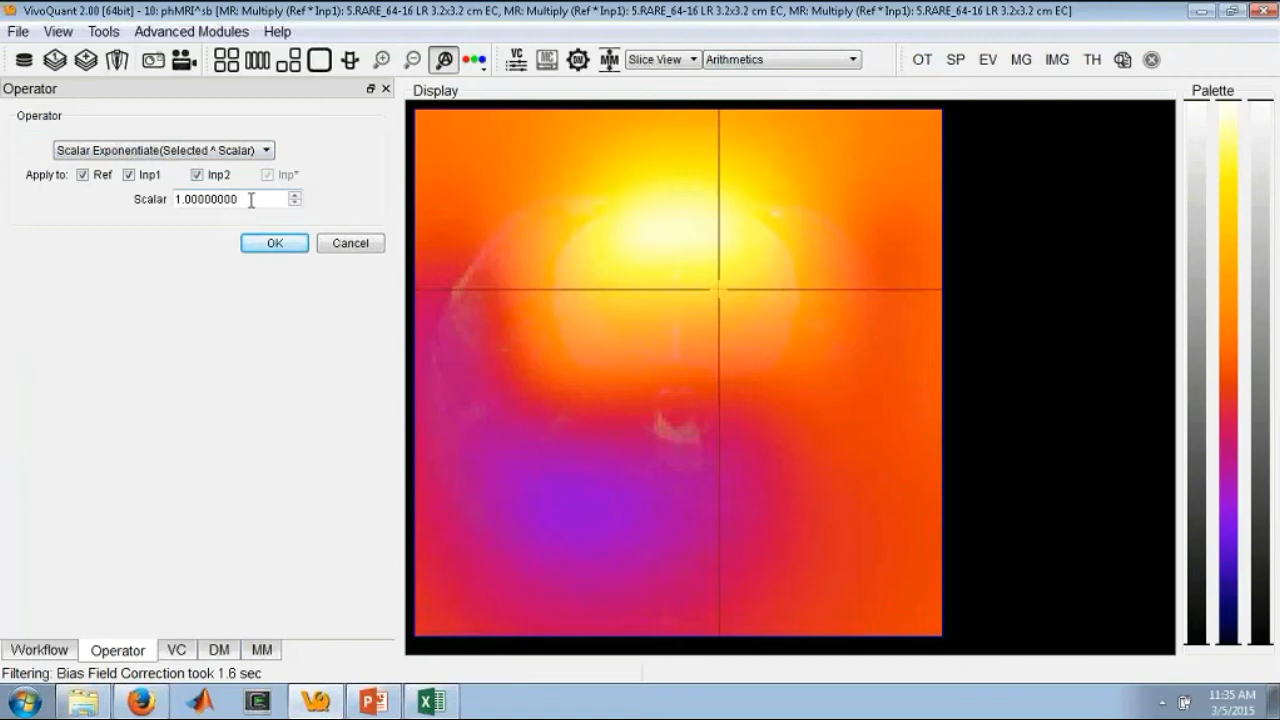 VivoQuant 2.00 [64bit] - 10: phMRI^sb [MR: Multiply (Ref * Inp1): 5.RARE_64-16 LR 3.2x3.2 cm EC, MR: Multiply (Ref * Inp1): 5.RARE_64-16 LR 3.2x3.2 cm EC, MR: Multiply (Ref * Inp1): 5.RARE_64-16 LR 3.2x3.2 cm EC]
File View Tools Advanced Modules Help
VC MC DM MM Slice View Arithmetics OT SP EV MG IMG TH
Operator Display Palette
Operator
Scalar Exponentiate(Selected ^ Scalar)
Apply to: Ref Inp1 Inp2 Inp*
Scalar 1.00000000
OK Cancel
Workflow Operator VC DM MM
Filtering: Bias Field Correction took 1.6 sec
11:35 AM
3/5/2015